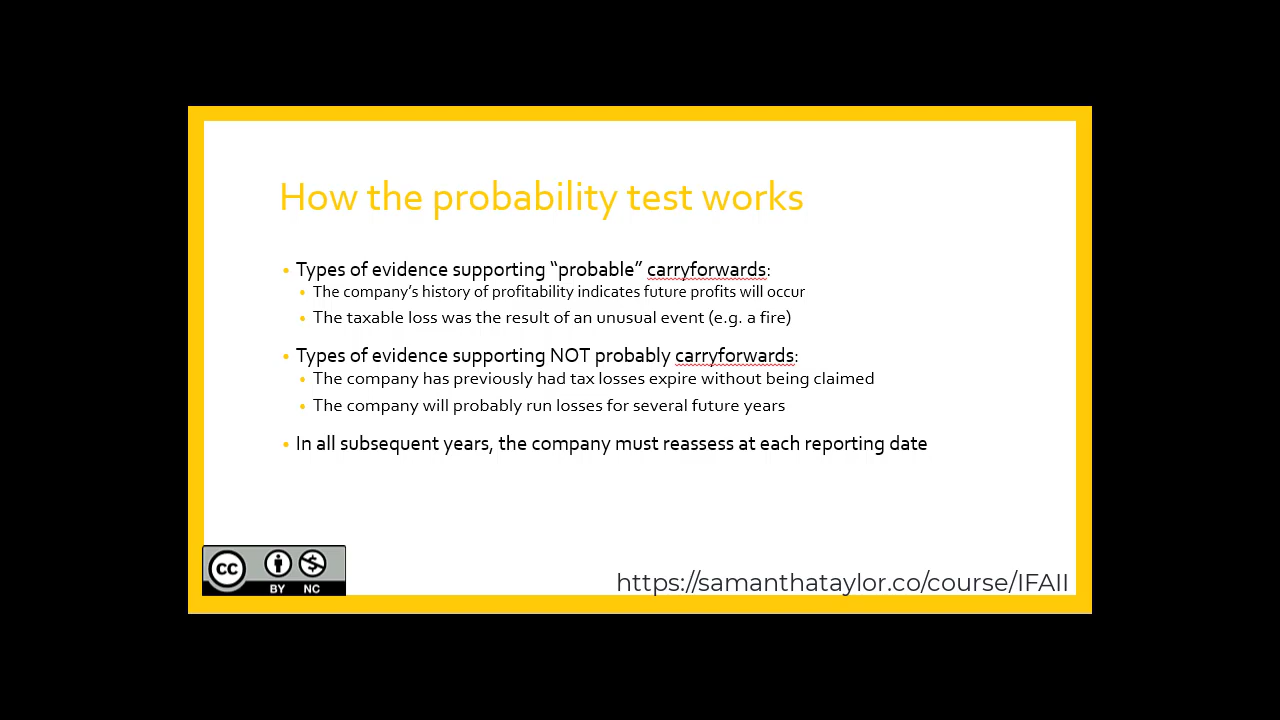 How the probability test works
• Types of evidence supporting “probable” carryforwards:
• The company’s history of profitability indicates future profits will occur
• The taxable loss was the result of an unusual event (e.g. a fire)
• Types of evidence supporting NOT probably carryforwards:
• The company has previously had tax losses expire without being claimed
• The company will probably run losses for several future years
• In all subsequent years, the company must reassess at each reporting date
cc
BY NC
https://samanthataylor.co/course/IFAII